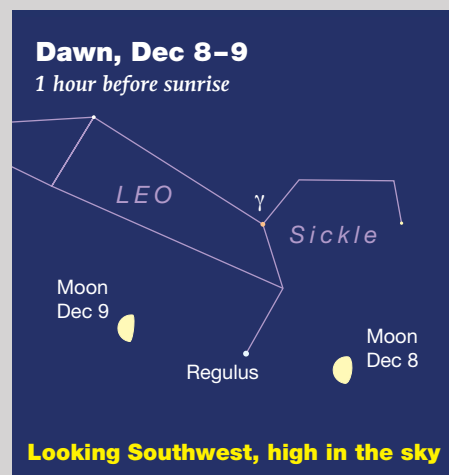 Dawn, Dec 8–9
1 hour before sunrise
LEO
γ
Sickle
Moon
Dec 9
Moon
Dec 8
Regulus
Looking Southwest, high in the sky